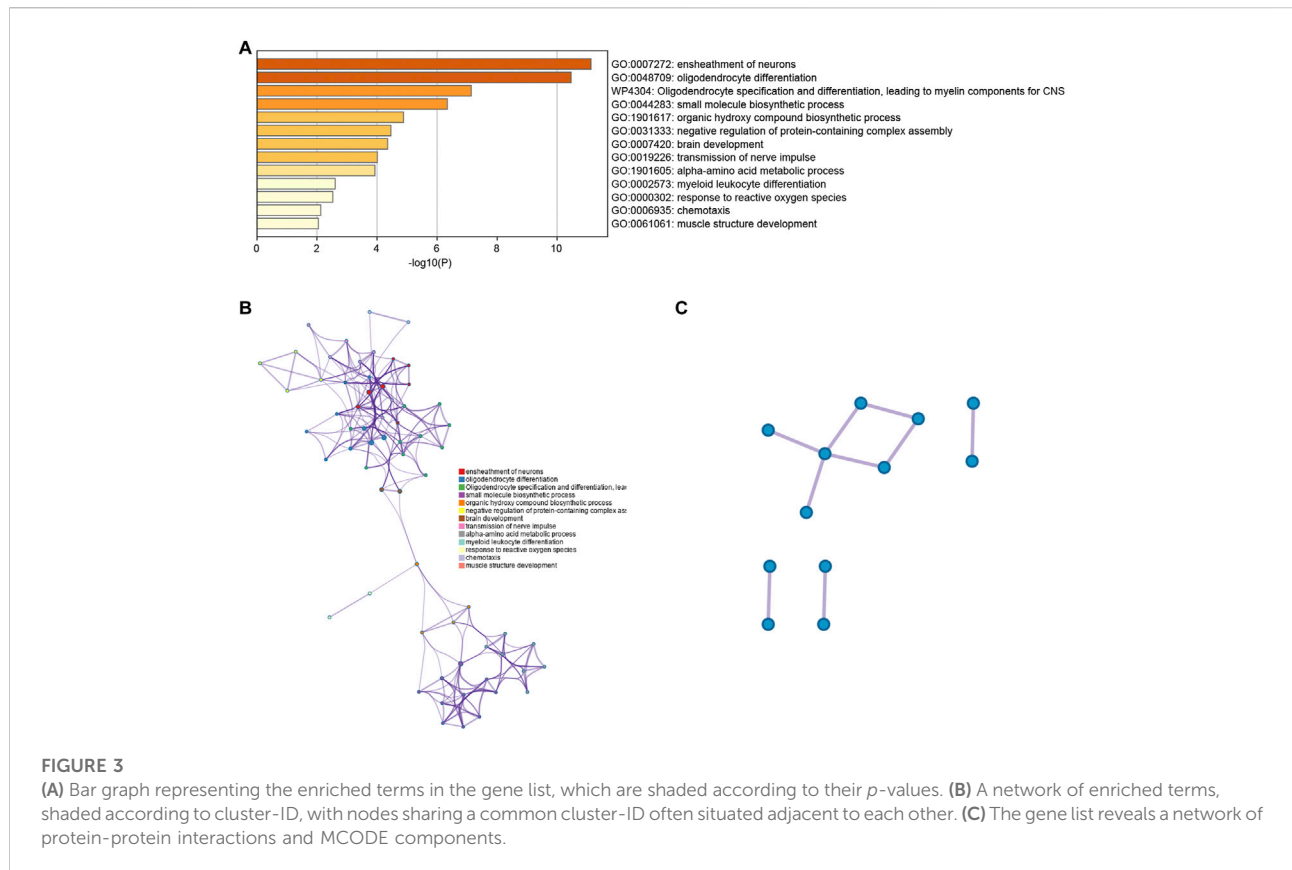 A
GO:0007272: ensheathment of neurons
GO:0048709: oligodendrocyte differentiation
WP4304: Oligodendrocyte specification and differentiation, leading to myelin components for CNS
GO:0044283: small molecule biosynthetic process
GO:1901617: organic hydroxy compound biosynthetic process
GO:0031333: negative regulation of protein-containing complex assembly
GO:0007420: brain development
GO:0019226: transmission of nerve impulse
GO:1901605: alpha-amino acid metabolic process
GO:0002573: myeloid leukocyte differentiation
GO:0000302: response to reactive oxygen species
GO:0006935: chemotaxis
GO:0061061: muscle structure development
0 2 4 6 8 10
-log10(P)
B
ensheathment of neurons
oligodendrocyte differentiation
Oligodendrocyte specification and differentiation, lea
small molecule biosynthetic process
organic hydroxy compound biosynthetic process
negative regulation of protein-containing complex as
brain development
transmission of nerve impulse
alpha-amino acid metabolic process
myeloid leukocyte differentiation
response to reactive oxygen species
chemotaxis
muscle structure development
C
FIGURE 3
(A) Bar graph representing the enriched terms in the gene list, which are shaded according to their p-values. (B) A network of enriched terms,
shaded according to cluster-ID, with nodes sharing a common cluster-ID often situated adjacent to each other. (C) The gene list reveals a network of
protein-protein interactions and MCODE components.